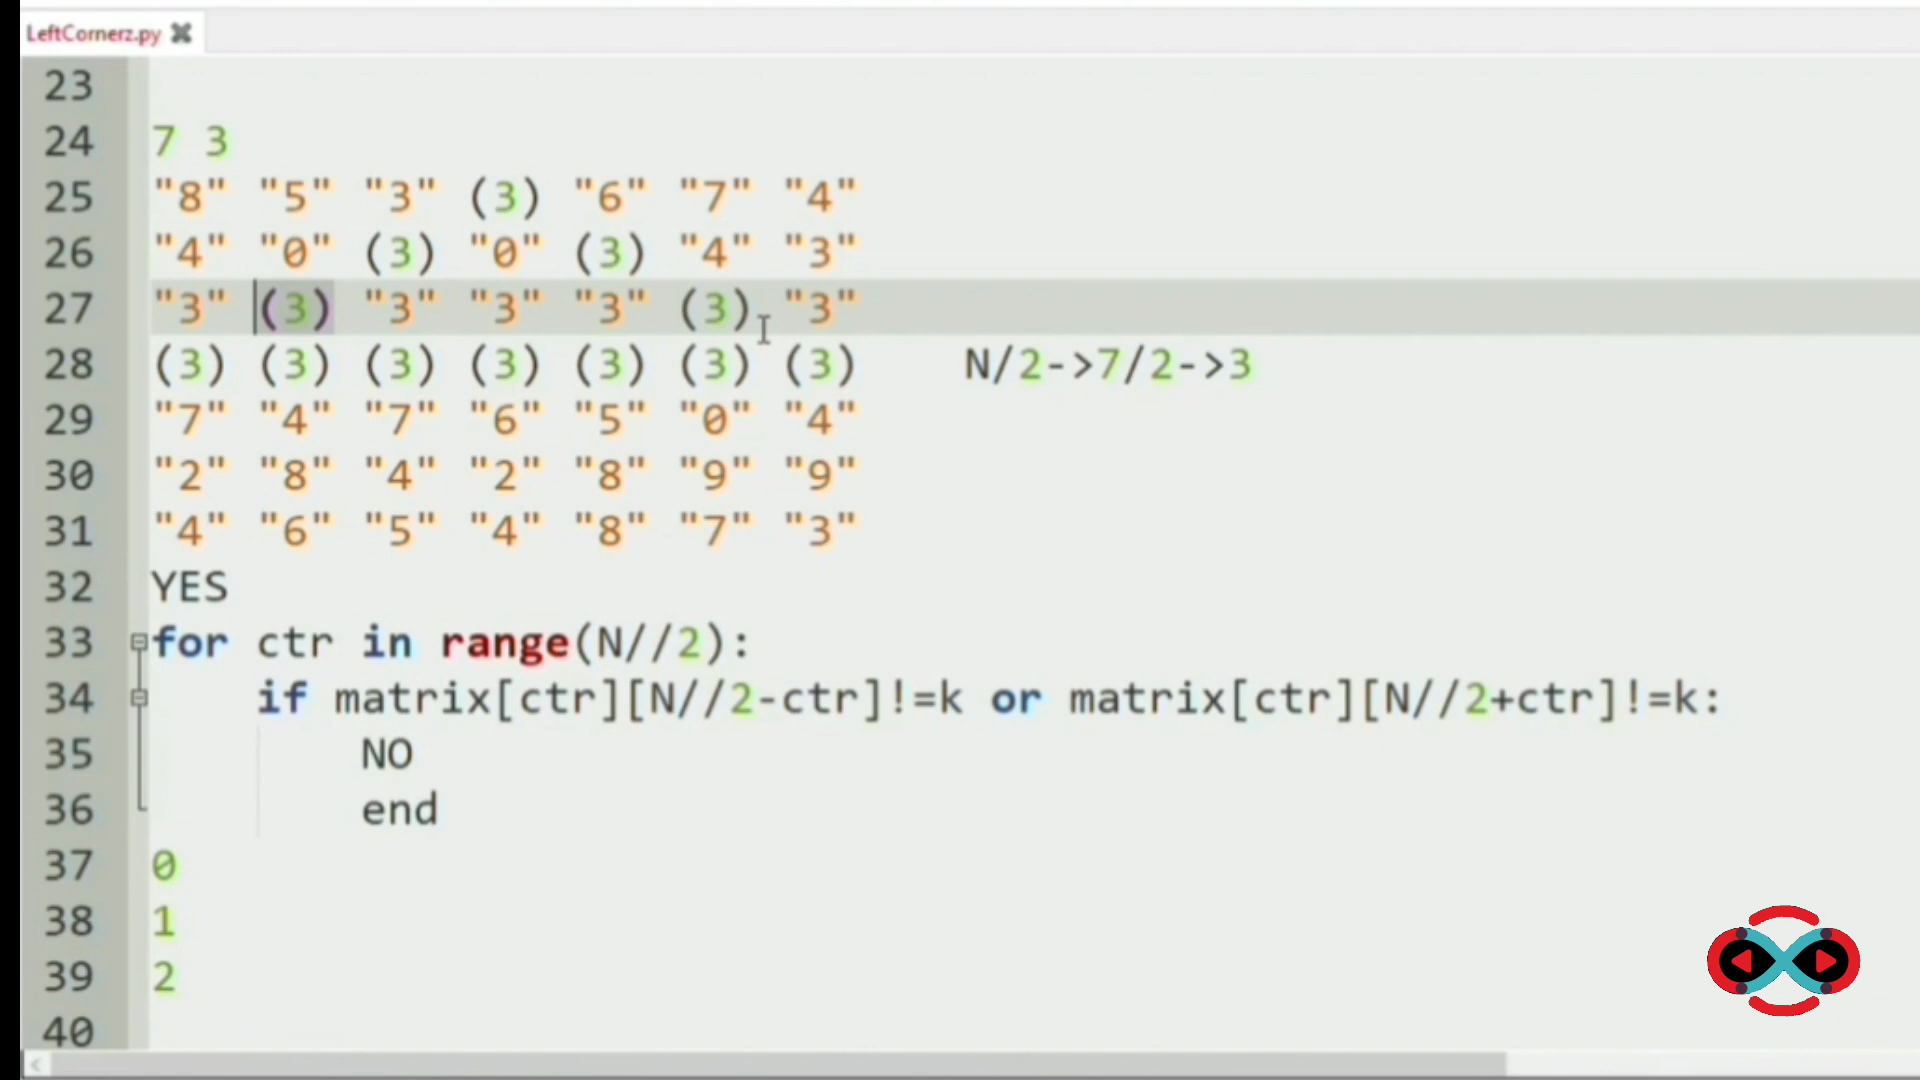 LeftCornerz.py
23
24 7 3
25 "8" "5" "3" (3) "6" "7" "4"
26 "4" "0" (3) "0" (3) "4" "3"
27 "3" (3) "3" "3" "3" (3) "3"
28 (3) (3) (3) (3) (3) (3) (3) N/2->7/2->3
29 "7" "4" "7" "6" "5" "0" "4"
30 "2" "8" "4" "2" "8" "9" "9"
31 "4" "6" "5" "4" "8" "7" "3"
32 YES
33 for ctr in range(N//2):
34 if matrix[ctr][N//2-ctr]!=k or matrix[ctr][N//2+ctr]!=k:
35 NO
36 end
37 0
38 1
39 2
40